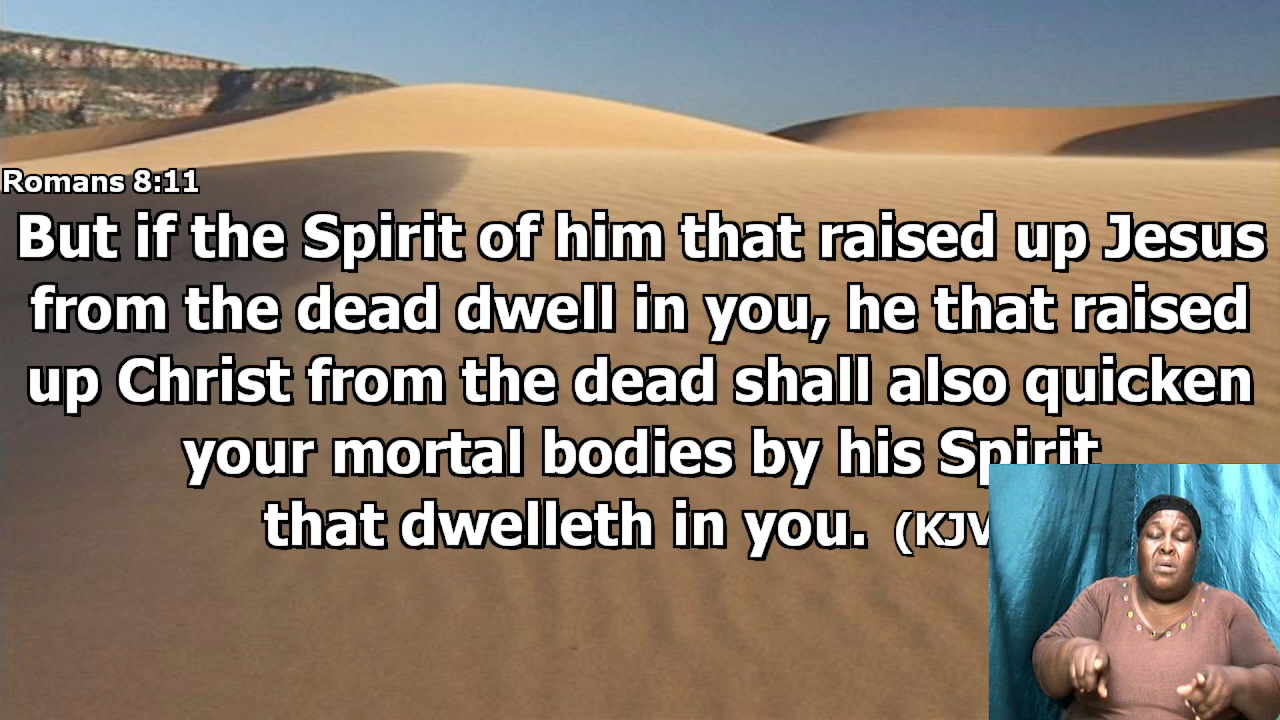 Romans 8:11
But if the Spirit of him that raised up Jesus
from the dead dwell in you, he that raised
up Christ from the dead shall also quicken
your mortal bodies by his Spirit
that dwelleth in you. (KJV